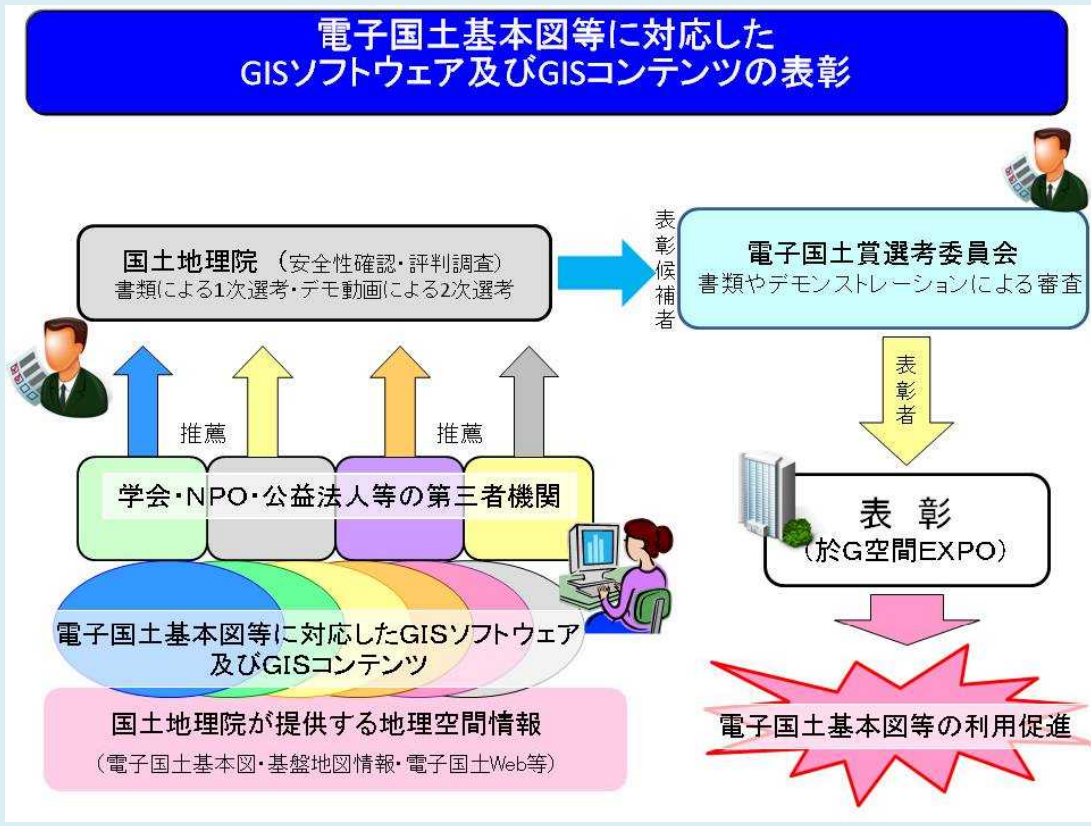 電子国土基本図等に対応した
GISソフトウェア及びGISコンテンツの表彰
国土地理院 （安全性確認・評判調査）
書類による1次選考・デモ動画による2次選考
表彰候補者
電子国土賞選考委員会
書類やデモンストレーションによる審査
推薦
推薦
表彰者
学会・NPO・公益法人等の第三者機関
表 彰
（於G空間EXPO）
電子国土基本図等に対応したGISソフトウェア
及びGISコンテンツ
国土地理院が提供する地理空間情報
（電子国土基本図・基盤地図情報・電子国土Web等）
電子国土基本図等の利用促進